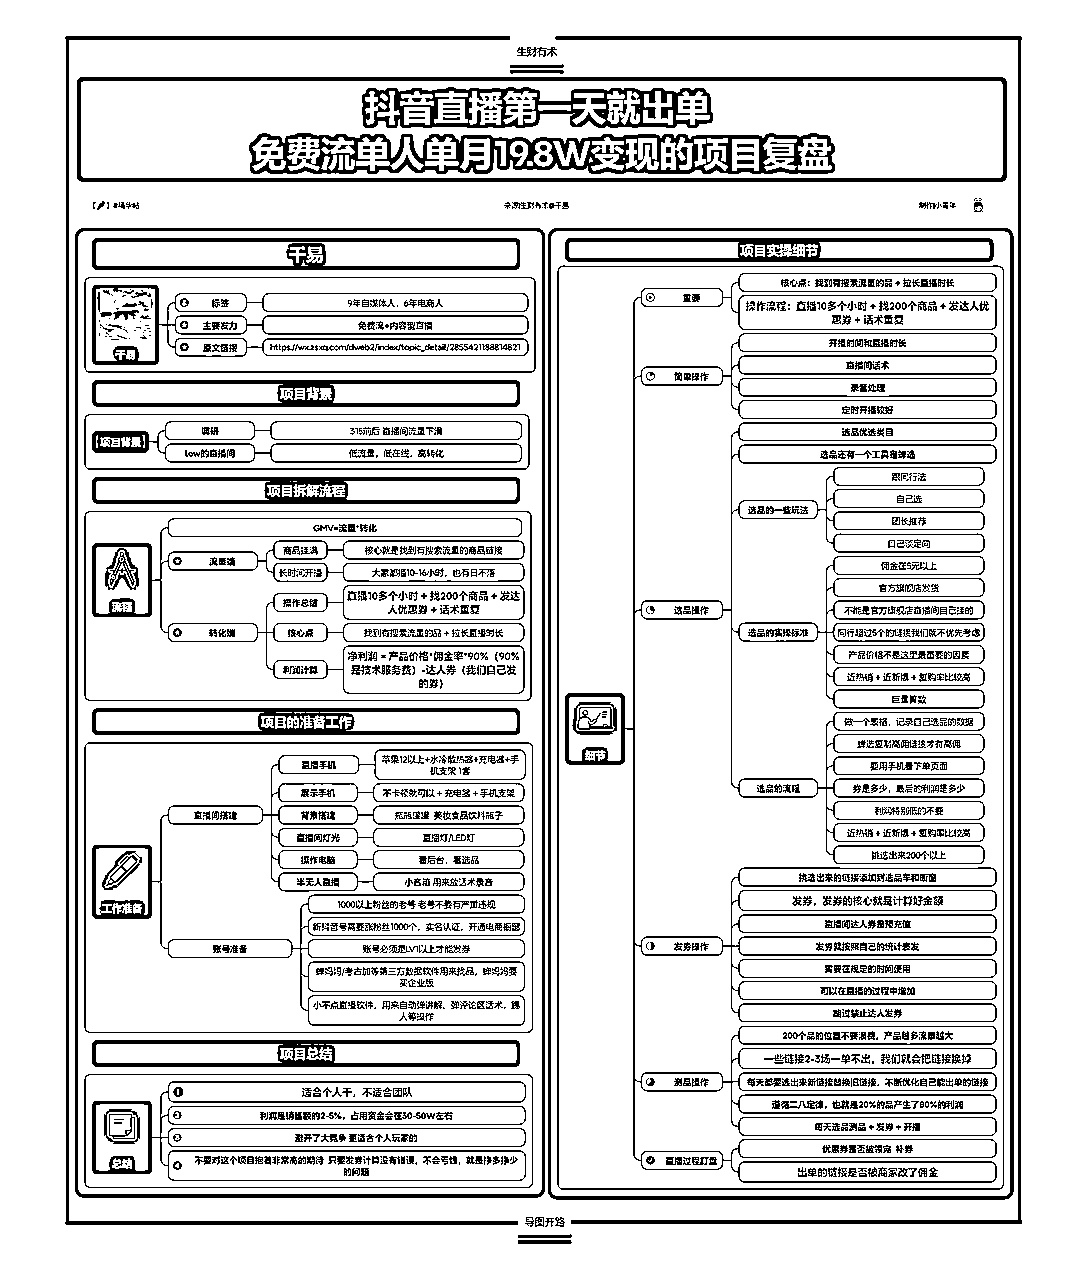 生财有术
抖音直播第一天就出单
免费流单人单月19.8W变现的项目复盘
来源|生财有术@于易
于易
标签
9年自媒体人，6年电商人
主要发力
免费流+内容型直播
于易
原文链接
项目背景
项目背景
调研
315前后 直播间流量下滑
low的直播间
低流量，低在线，高转化
项目拆解流程
GMV=流量*转化
流量端
商品挂满
核心就是找到有搜索流量的商品链接
长时间开播
大家都播10-16小时，也有日不落
流程
转化端
操作总结
直播10多个小时 + 找200个商品 + 发达
人优惠券 + 话术重复
核心点
找到有搜索流量的品 + 拉长直播时长
利润计算
净利润 = 产品价格*佣金率*90%（90%
是技术服务费）-达人券（我们自己发
的券）
项目的准备工作
直播间搭建
直播手机
苹果12以上+水冷散热器+充电器+手
机支架 1套
展示手机
不卡顿就可以 + 充电器 + 手机支架
背景搭建
瓶瓶罐罐 美妆食品饮料瓶子
直播间灯光
直播灯/LED灯
操作电脑
看后台，看选品
半无人直播
小音箱 用来放话术录音
工作准备
账号准备
1000以上粉丝的老号 老号不要有严重违规
新抖音号需要涨粉丝1000个，实名认证，开通电商橱窗
账号必须是LV1以上才能发券
蝉妈妈/考古加等第三方数据软件用来找品，蝉妈妈要
买企业版
小不点直播软件，用来自动弹讲解，弹评论区话术，踢
人等操作
项目总结
总结
适合个人干，不适合团队
利润是销售额的2-5%，占用资金会在30-50W左右
避开了大竞争 更适合个人玩家的
不要对这个项目抱着非常高的期待 只要发券计算没有错误，不会亏钱，就是挣多挣少
的问题
项目实操细节
细节
重要
核心点：找到有搜索流量的品 + 拉长直播时长
操作流程：直播10多个小时 + 找200个商品 + 发达人优
惠券 + 话术重复
简单操作
开播时间和直播时长
直播间话术
录音处理
定时开播较好
选品操作
选品优选类目
选品还有一个工具箱蝉选
选品的一些玩法
跟同行法
自己选
团长推荐
自己谈定向
选品的实操标准
佣金在5元以上
官方旗舰店发货
不能是官方旗舰店直播间自己挂的
同行超过5个的链接我们就不优先考虑
产品价格不是这里最重要的因素
近热销 + 近新爆 + 复购率比较高
巨量算数
选品的流程
做一个表格，记录自己选品的数据
蝉选复制高佣链接才有高佣
要用手机看下单页面
券是多少，最后的利润是多少
利润特别低的不要
近热销 + 近新爆 + 复购率比较高
挑选出来200个以上
发券操作
挑选出来的链接添加到选品车和橱窗
发券，发券的核心就是计算好金额
直播间达人券需预充值
发券就按照自己的统计表发
需要在规定的时间使用
可以在直播的过程中增加
跳过禁止达人发券
测品操作
200个品的位置不要浪费，产品越多流量越大
一些链接2-3场一单不出，我们就会把链接换掉
每天都要选出来新链接替换旧链接，不断优化自己能出单的链接
遵循二八定律，也就是20%的品产生了80%的利润
每天选品测品 + 发券 + 开播
直播过程盯盘
优惠券是否被领完 补券
出单的链接是否被商家改了佣金
导图开路